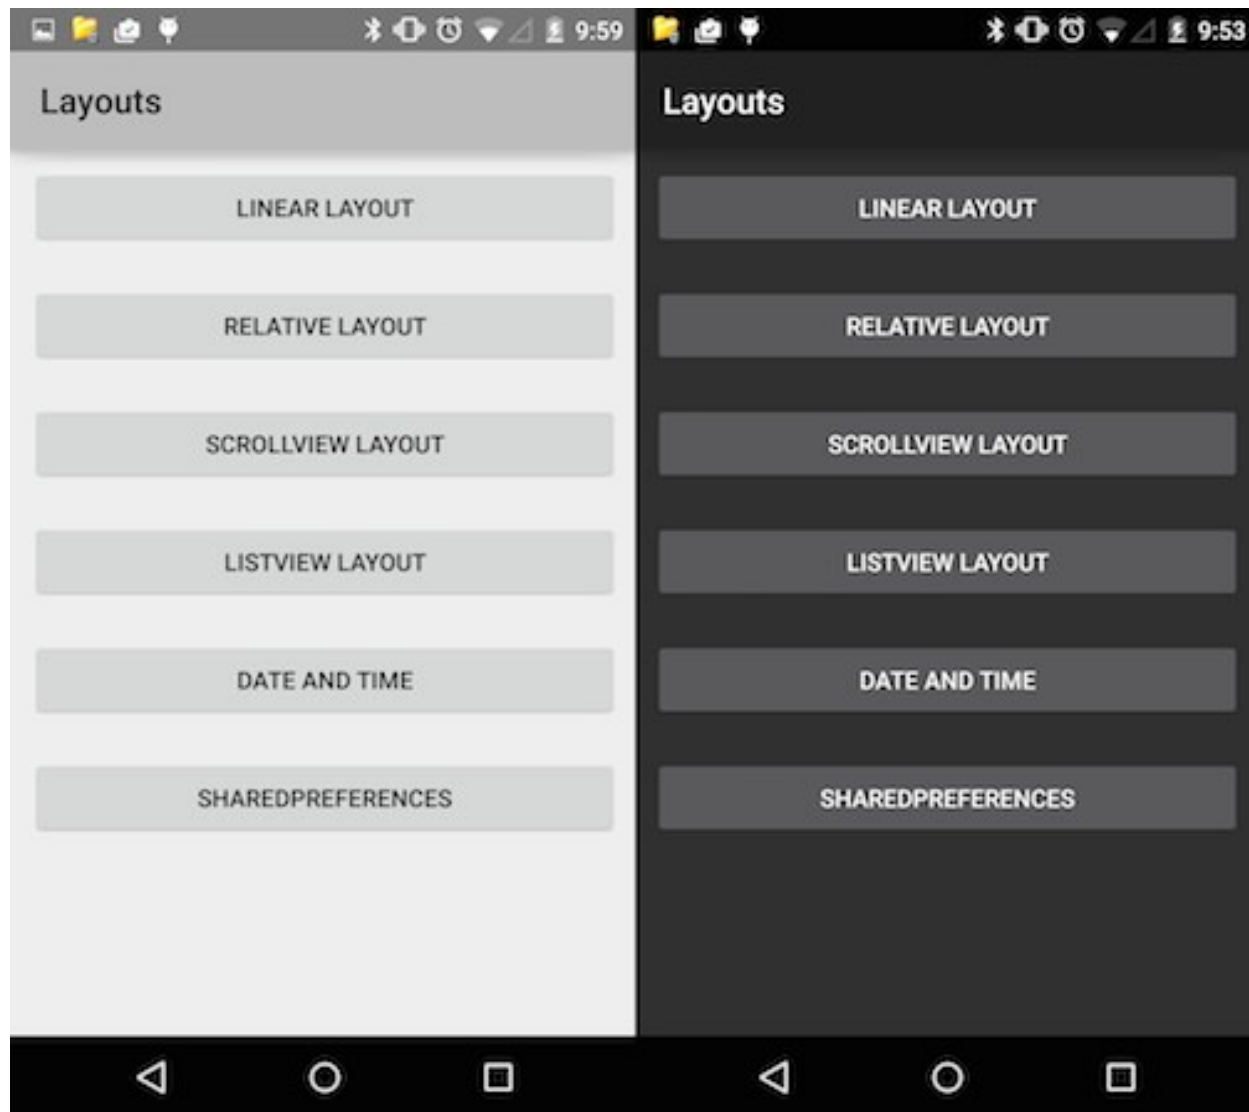 9:59
Layouts
LINEAR LAYOUT
RELATIVE LAYOUT
SCROLLVIEW LAYOUT
LISTVIEW LAYOUT
DATE AND TIME
SHAREDPREFERENCES
9:53
Layouts
LINEAR LAYOUT
RELATIVE LAYOUT
SCROLLVIEW LAYOUT
LISTVIEW LAYOUT
DATE AND TIME
SHAREDPREFERENCES